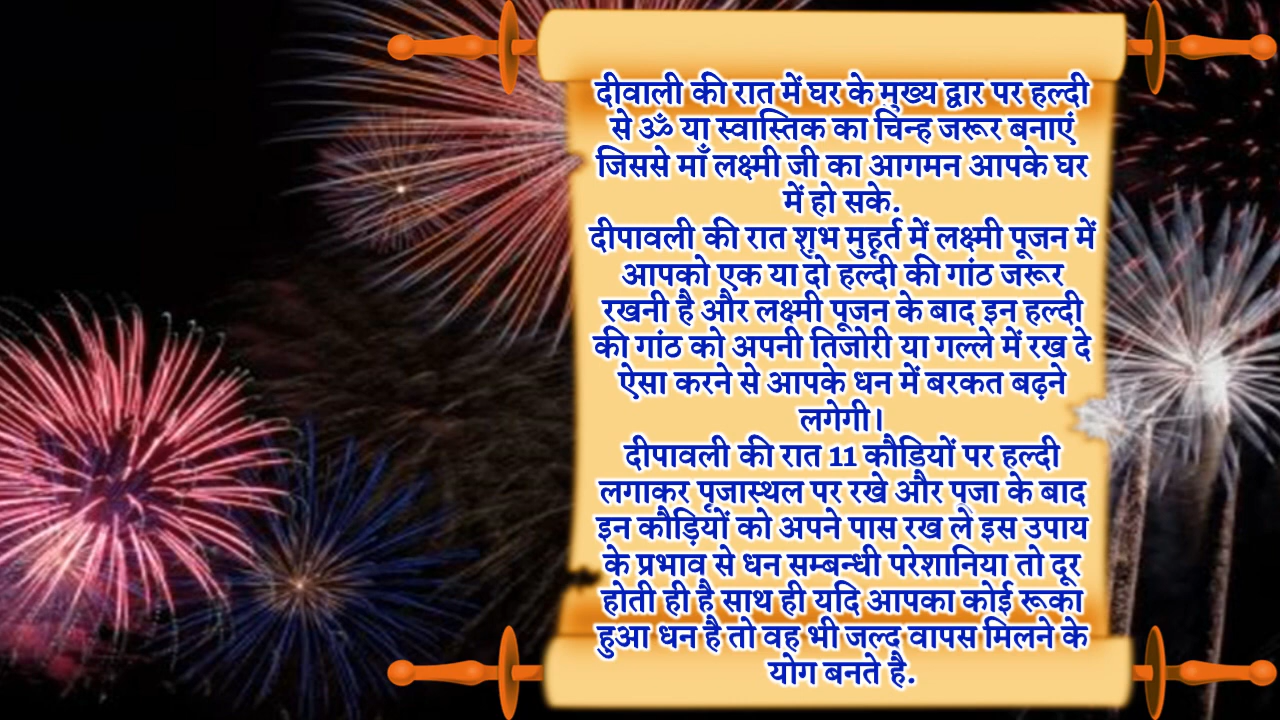 दीवाली की रात में घर के मुख्य द्वार पर हल्दी
से ॐ या स्वास्तिक का चिन्ह जरूर बनाएं
जिससे माँ लक्ष्मी जी का आगमन आपके घर
में हो सके.
दीपावली की रात शुभ मुहूर्त में लक्ष्मी पूजन में
आपको एक या दो हल्दी की गांठ जरूर
रखनी है और लक्ष्मी पूजन के बाद इन हल्दी
की गांठ को अपनी तिजोरी या गल्ले में रख दे
ऐसा करने से आपके धन में बरकत बढ़ने
लगेगी।
दीपावली की रात 11 कौड़ियों पर हल्दी
लगाकर पूजास्थल पर रखे और पूजा के बाद
इन कौड़ियों को अपने पास रख ले इस उपाय
के प्रभाव से धन सम्बन्धी परेशानिया तो दूर
होती ही है साथ ही यदि आपका कोई रूका
हुआ धन है तो वह भी जल्द वापस मिलने के
योग बनते है.